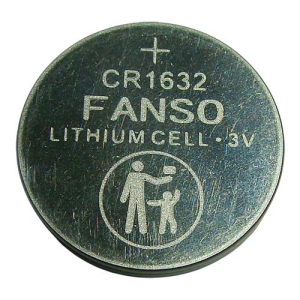 +
CR1632
FANSO
LITHIUM CELL · 3V